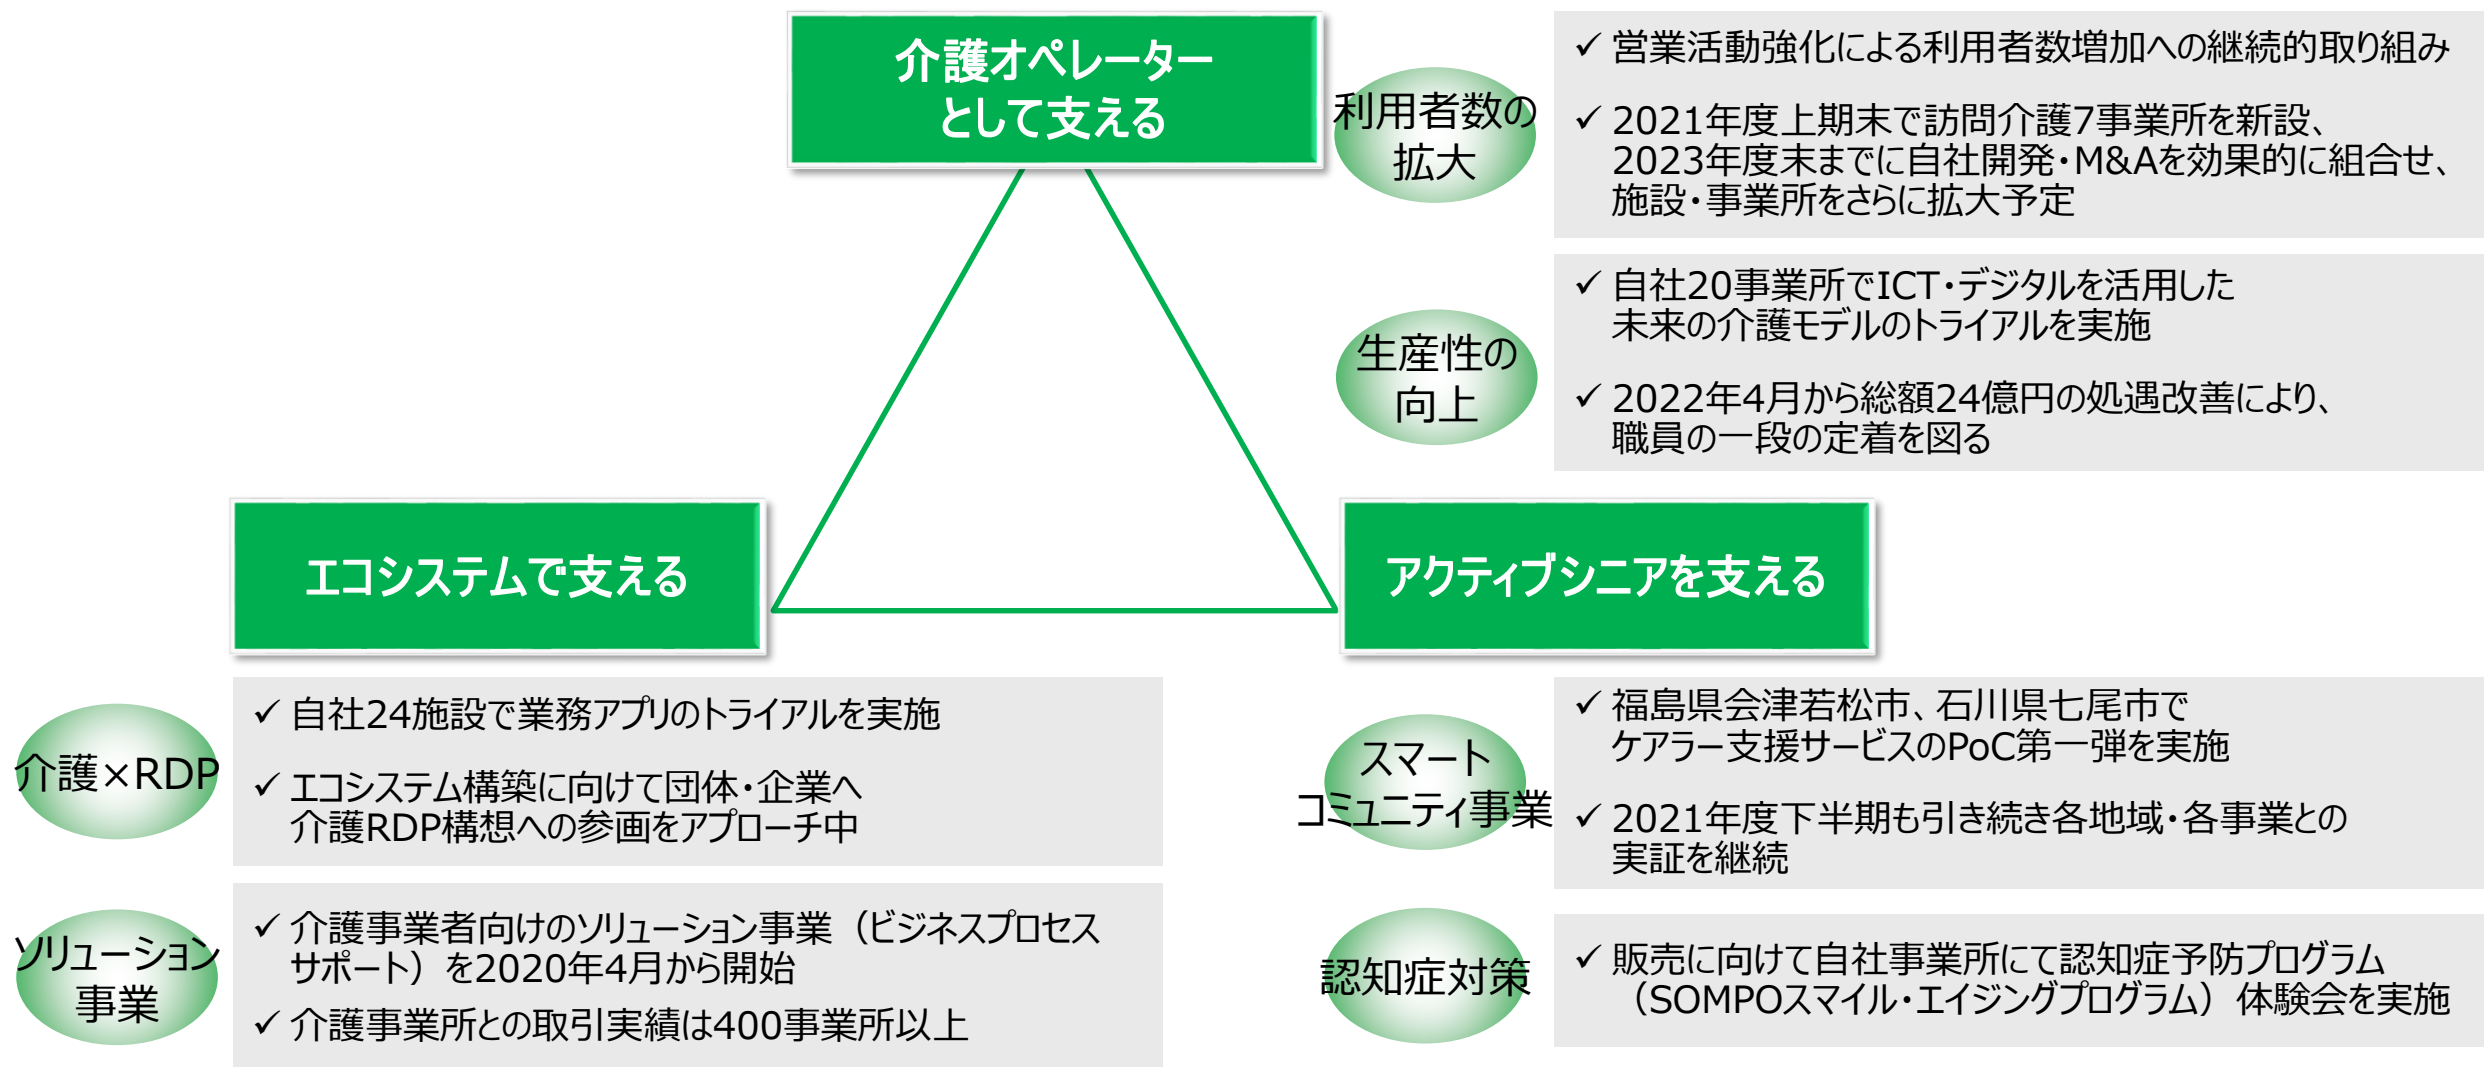 介護オペレーター
として支える
利用者数の
拡大
✓ 営業活動強化による利用者数増加への継続的取り組み
✓ 2021年度上期末で訪問介護7事業所を新設、
2023年度末までに自社開発・M&Aを効果的に組合せ、
施設・事業所をさらに拡大予定
生産性の
向上
✓ 自社20事業所でICT・デジタルを活用した
未来の介護モデルのトライアルを実施
✓ 2022年4月から総額24億円の処遇改善により、
職員の一段の定着を図る
エコシステムで支える
介護×RDP
✓ 自社24施設で業務アプリのトライアルを実施
✓ エコシステム構築に向けて団体・企業へ
介護RDP構想への参画をアプローチ中
ソリューション
事業
✓ 介護事業者向けのソリューション事業（ビジネスプロセス
サポート）を2020年4月から開始
✓ 介護事業所との取引実績は400事業所以上
アクティブシニアを支える
スマート
コミュニティ事業
✓ 福島県会津若松市、石川県七尾市で
ケアラー支援サービスのPoC第一弾を実施
✓ 2021年度下半期も引き続き各地域・各事業との
実証を継続
認知症対策
✓ 販売に向けて自社事業所にて認知症予防プログラム
（SOMPOスマイル・エイジングプログラム）体験会を実施